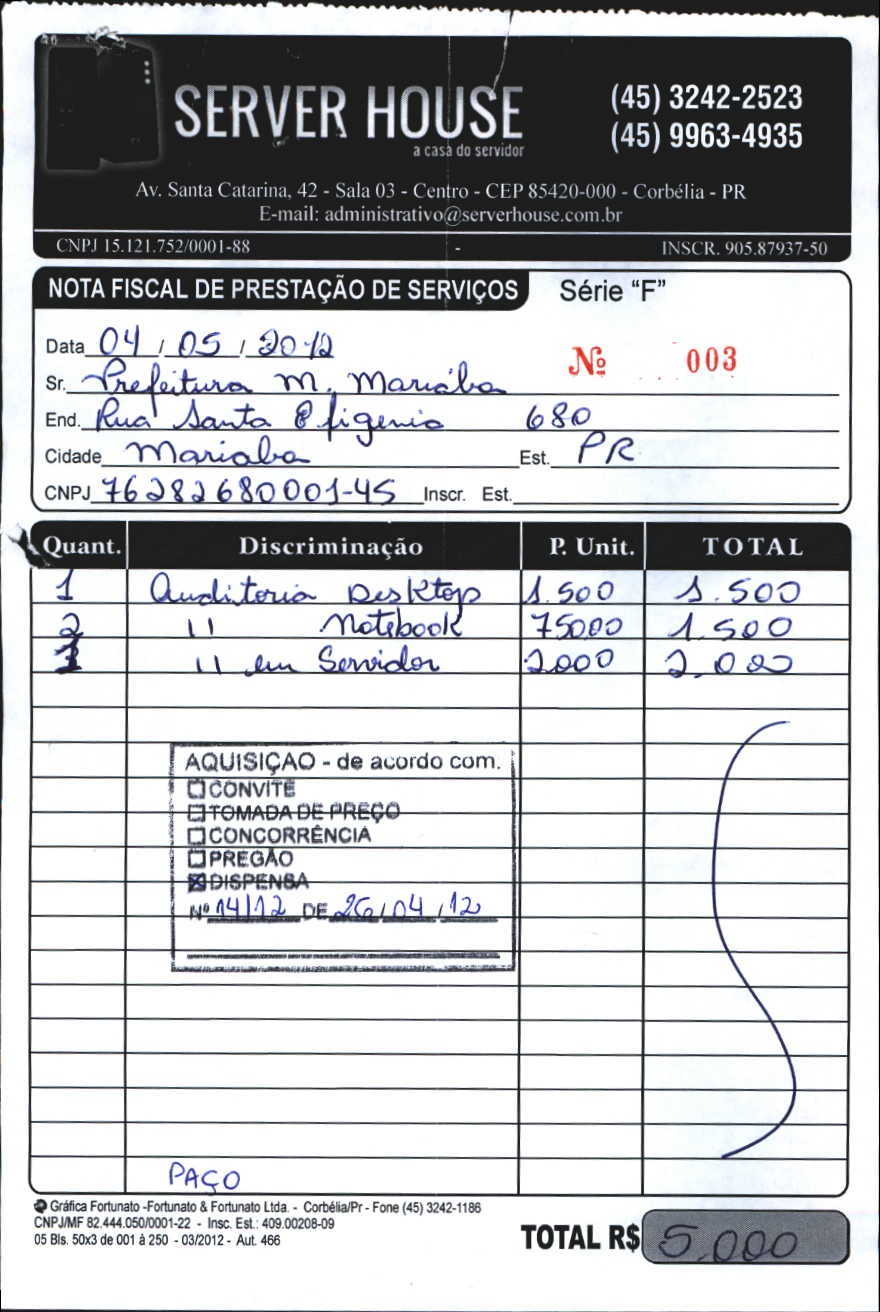 SERVER HOUSE
a casa do servidor
(45) 3242-2523
(45) 9963-4935
Av. Santa Catarina, 42 - Sala 03 - Centro - CEP 85420-000 - Corbélia - PR
E-mail: administrativo@serverhouse.com.br
CNPJ 15.121.752/0001-88 - INSCR. 905.87937-50
NOTA FISCAL DE PRESTAÇÃO DE SERVIÇOS Série “F”
Data 04 / 05 / 2012
Nº 003
Sr. Prefeitura M. Marialba
End. Rua Santa Efigenia 680
Cidade Marialba Est. PR
CNPJ 76282680001-45 Inscr. Est.
Quant. Discriminação P. Unit. TOTAL
1 Auditoria Desktop 1.500 1.500
2 11 Notebook 75000 1.500
1 11 em Servidor 2000 2.000
AQUISIÇAO - de acordo com.
CONVITE
TOMADA DE PREÇO
CONCORRÊNCIA
PREGÃO
DISPENSA
Nº 14/12 DE 26/04/12
PAÇO
Gráfica Fortunato -Fortunato & Fortunato Ltda. - Corbélia/Pr - Fone (45) 3242-1186
CNPJ/MF 82.444.050/0001-22 - Insc. Est.: 409.00208-09
05 Bls. 50x3 de 001 à 250 - 03/2012 - Aut. 466
TOTAL R$ 5.000